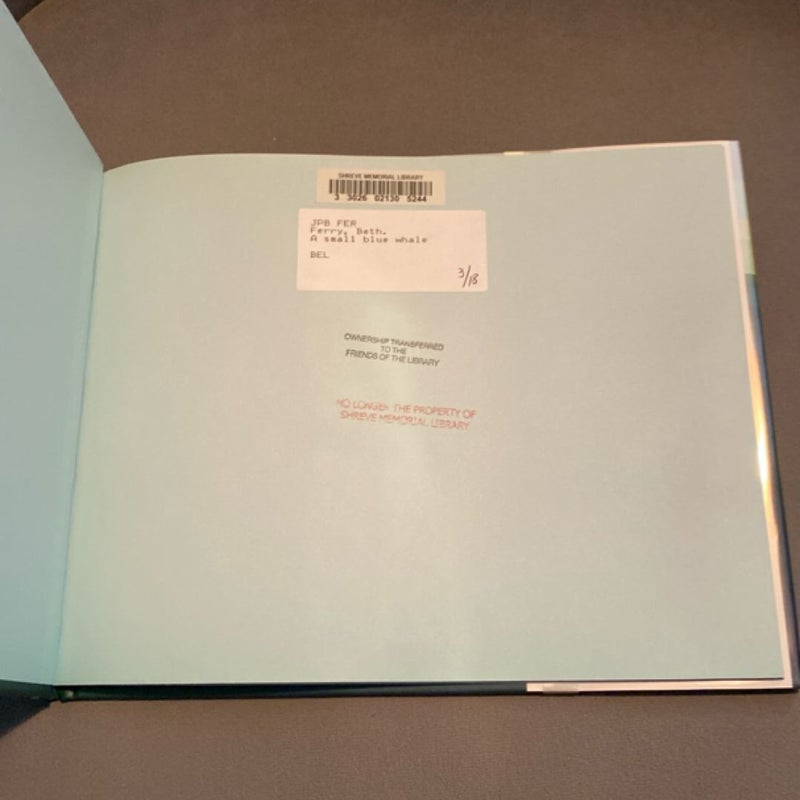 SHREVE MEMORIAL LIBRARY
3 3026 02130 5244
JPB FER
Ferry, Beth.
A small blue whale
BEL
3/18
OWNERSHIP TRANSFERRED
TO THE
FRIENDS OF THE LIBRARY
NO LONGER THE PROPERTY OF
SHREVE MEMORIAL LIBRARY